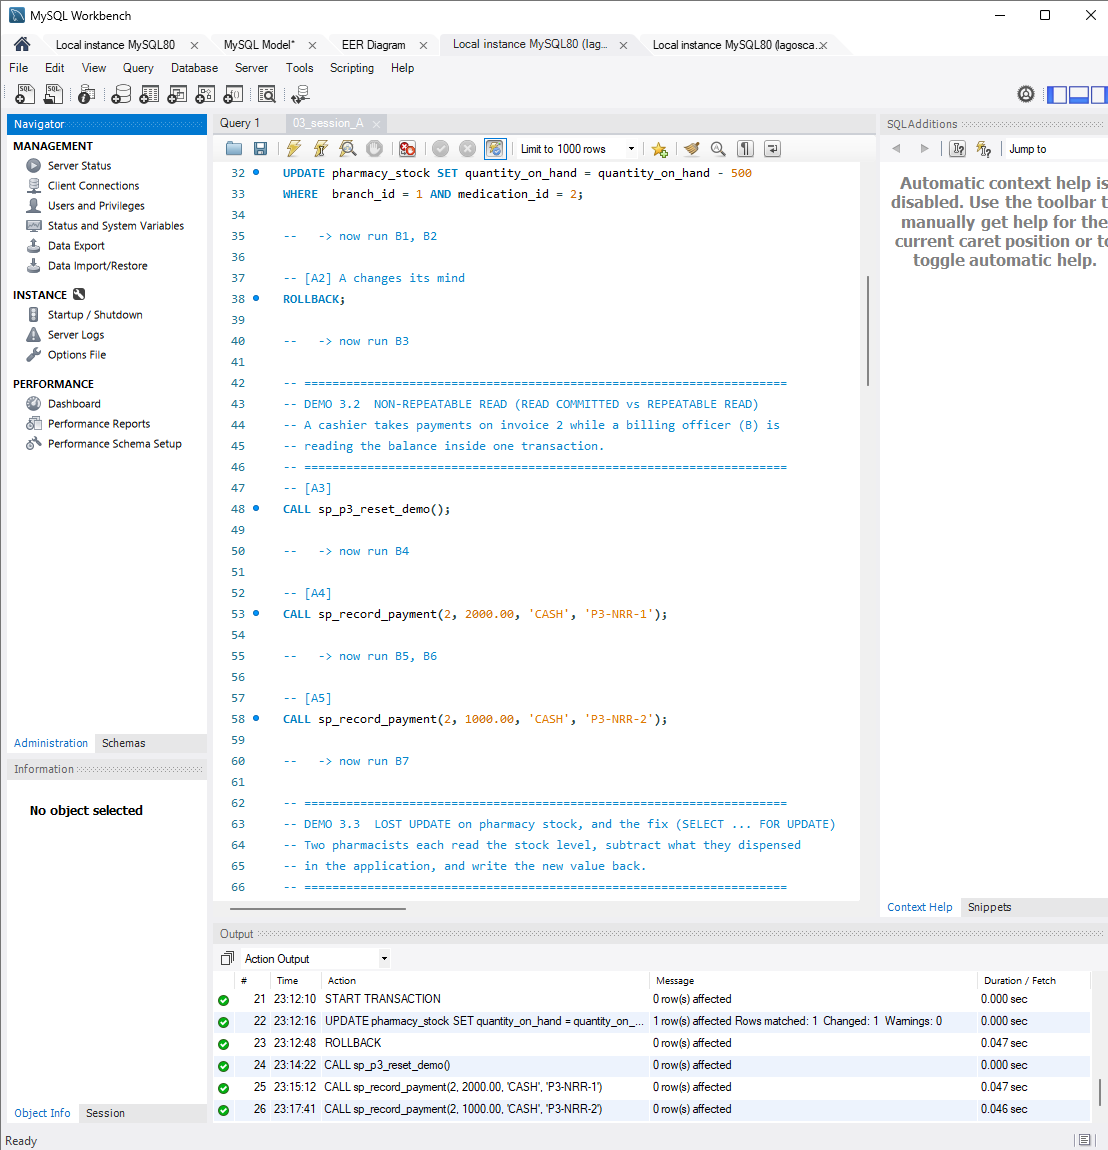 MySQL Workbench
Local instance MySQL80 × MySQL Model* × EER Diagram × Local instance MySQL80 (lag... × Local instance MySQL80 (lagosca... ×
File Edit View Query Database Server Tools Scripting Help
Navigator
MANAGEMENT
Server Status
Client Connections
Users and Privileges
Status and System Variables
Data Export
Data Import/Restore
INSTANCE
Startup / Shutdown
Server Logs
Options File
PERFORMANCE
Dashboard
Performance Reports
Performance Schema Setup
Administration Schemas
Information
No object selected
Object Info Session
Query 1 03_session_A ×
Limit to 1000 rows
32 UPDATE pharmacy_stock SET quantity_on_hand = quantity_on_hand - 500
33 WHERE branch_id = 1 AND medication_id = 2;
34
35 -- -> now run B1, B2
36
37 -- [A2] A changes its mind
38 ROLLBACK;
39
40 -- -> now run B3
41
42 -- =====================================================================
43 -- DEMO 3.2 NON-REPEATABLE READ (READ COMMITTED vs REPEATABLE READ)
44 -- A cashier takes payments on invoice 2 while a billing officer (B) is
45 -- reading the balance inside one transaction.
46 -- =====================================================================
47 -- [A3]
48 CALL sp_p3_reset_demo();
49
50 -- -> now run B4
51
52 -- [A4]
53 CALL sp_record_payment(2, 2000.00, 'CASH', 'P3-NRR-1');
54
55 -- -> now run B5, B6
56
57 -- [A5]
58 CALL sp_record_payment(2, 1000.00, 'CASH', 'P3-NRR-2');
59
60 -- -> now run B7
61
62 -- =====================================================================
63 -- DEMO 3.3 LOST UPDATE on pharmacy stock, and the fix (SELECT ... FOR UPDATE)
64 -- Two pharmacists each read the stock level, subtract what they dispensed
65 -- in the application, and write the new value back.
66 -- =====================================================================
SQLAdditions
Jump to
Automatic context help is
disabled. Use the toolbar t
manually get help for the
current caret position or to
toggle automatic help.
Context Help Snippets
Output
Action Output
# Time Action Message Duration / Fetch
21 23:12:10 START TRANSACTION 0 row(s) affected 0.000 sec
22 23:12:16 UPDATE pharmacy_stock SET quantity_on_hand = quantity_on_... 1 row(s) affected Rows matched: 1 Changed: 1 Warnings: 0 0.000 sec
23 23:12:48 ROLLBACK 0 row(s) affected 0.047 sec
24 23:14:22 CALL sp_p3_reset_demo() 0 row(s) affected 0.000 sec
25 23:15:12 CALL sp_record_payment(2, 2000.00, 'CASH', 'P3-NRR-1') 0 row(s) affected 0.047 sec
26 23:17:41 CALL sp_record_payment(2, 1000.00, 'CASH', 'P3-NRR-2') 0 row(s) affected 0.046 sec
Ready